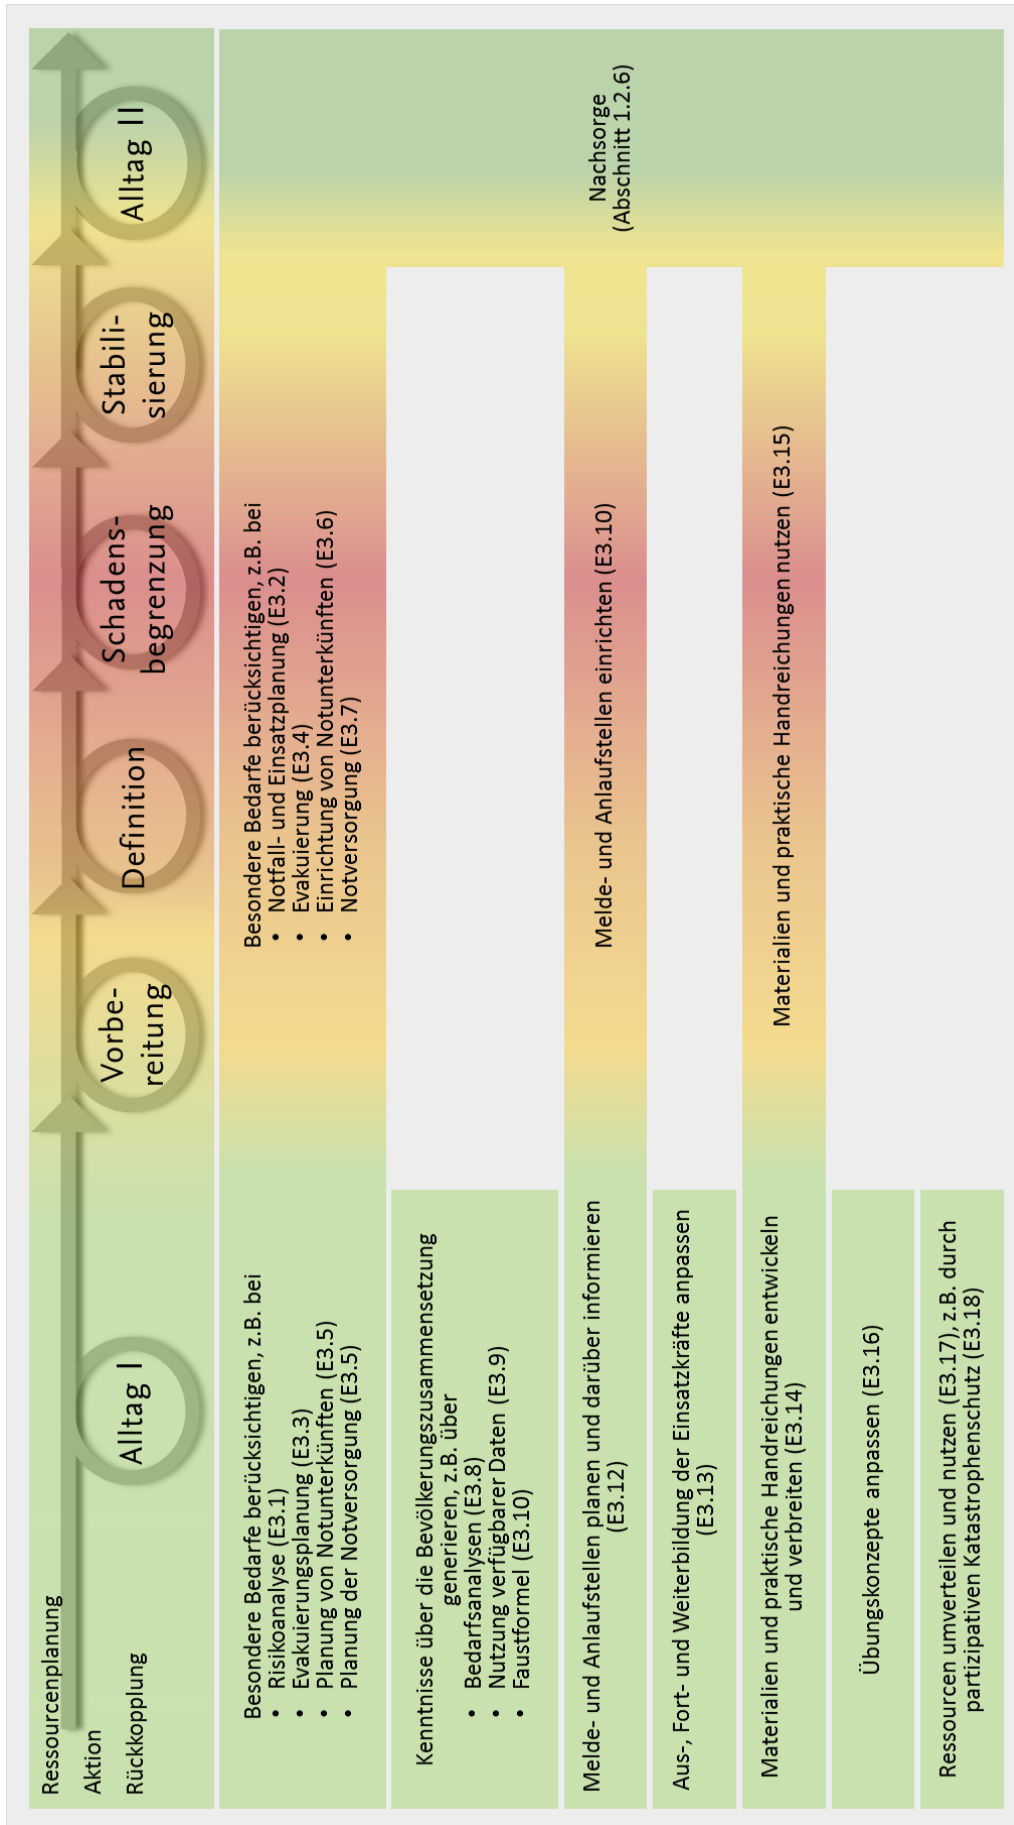 Ressourcenplanung
Aktion
Rückkopplung
Alltag I
Vorbe-
reitung
Definition
Schadens-
begrenzung
Stabili-
sierung
Alltag II
Besondere Bedarfe berücksichtigen, z.B. bei
• Risikoanalyse (E3.1)
• Evakuierungsplanung (E3.3)
• Planung von Notunterkünften (E3.5)
• Planung der Notversorgung (E3.5)
Besondere Bedarfe berücksichtigen, z.B. bei
• Notfall- und Einsatzplanung (E3.2)
• Evakuierung (E3.4)
• Einrichtung von Notunterkünften (E3.6)
• Notversorgung (E3.7)
Kenntnisse über die Bevölkerungszusammensetzung
generieren, z.B. über
• Bedarfsanalysen (E3.8)
• Nutzung verfügbarer Daten (E3.9)
• Faustformel (E3.10)
Melde- und Anlaufstellen planen und darüber informieren
(E3.12)
Melde- und Anlaufstellen einrichten (E3.10)
Aus-, Fort- und Weiterbildung der Einsatzkräfte anpassen
(E3.13)
Materialien und praktische Handreichungen entwickeln
und verbreiten (E3.14)
Materialien und praktische Handreichungen nutzen (E3.15)
Übungskonzepte anpassen (E3.16)
Ressourcen umverteilen und nutzen (E3.17), z.B. durch
partizipativen Katastrophenschutz (E3.18)
Nachsorge
(Abschnitt 1.2.6)